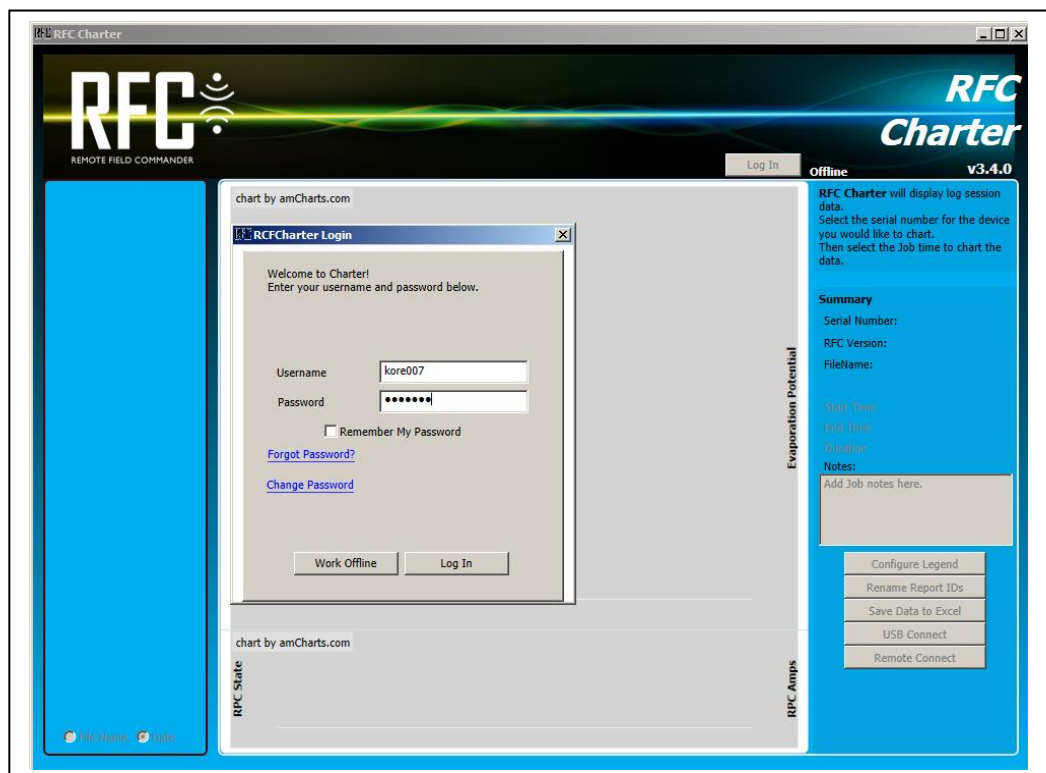 RFC RFC Charter
RFC
REMOTE FIELD COMMANDER
RFC
Charter
Log In
Offline
v3.4.0
chart by amCharts.com
RCFCharter Login
Welcome to Charter!
Enter your username and password below.
Username
kore007
Password
•••••••
Remember My Password
Forgot Password?
Change Password
Work Offline
Log In
Evaporation Potential
chart by amCharts.com
RPC State
RPC Amps
File Name
Date
RFC Charter will display log session
data.
Select the serial number for the device
you would like to chart.
Then select the Job time to chart the
data.
Summary
Serial Number:
RFC Version:
FileName:
Start Time
End Time
Duration
Notes:
Add Job notes here.
Configure Legend
Rename Report IDs
Save Data to Excel
USB Connect
Remote Connect